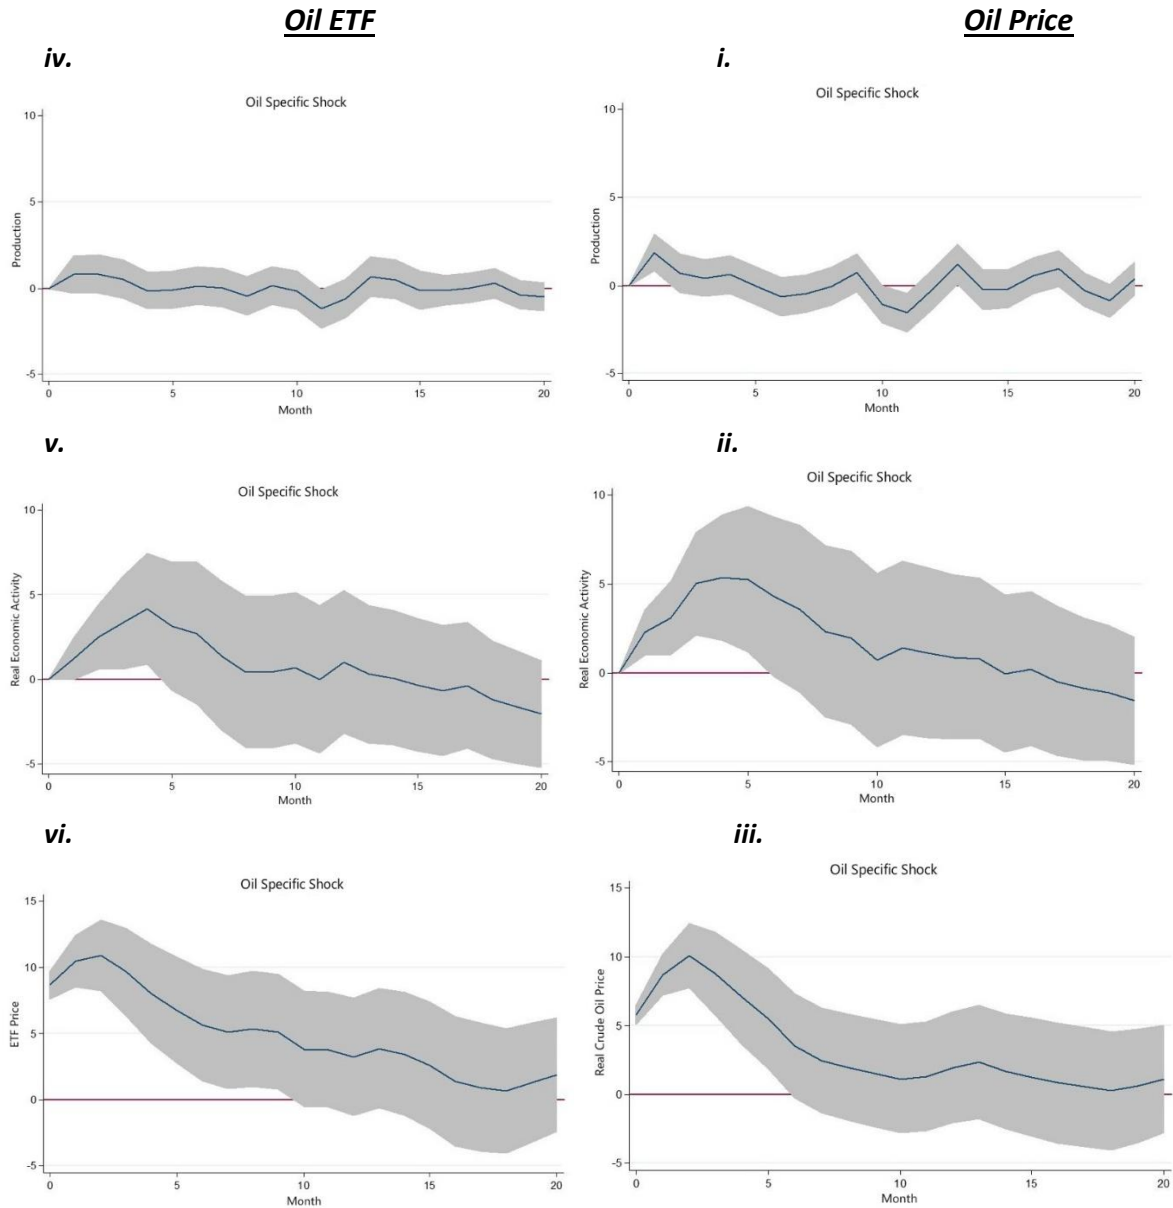 Oil ETF
Oil Price
iv.
Oil Specific Shock
10
5
0
-5
Production
0 5 10 15 20
Month
i.
Oil Specific Shock
10
5
0
-5
Production
0 5 10 15 20
Month
v.
Oil Specific Shock
10
5
0
-5
Real Economic Activity
0 5 10 15 20
Month
ii.
Oil Specific Shock
10
5
0
-5
Real Economic Activity
0 5 10 15 20
Month
vi.
Oil Specific Shock
15
10
5
0
-5
ETF Price
0 5 10 15 20
Month
iii.
Oil Specific Shock
15
10
5
0
-5
Real Crude Oil Price
0 5 10 15 20
Month